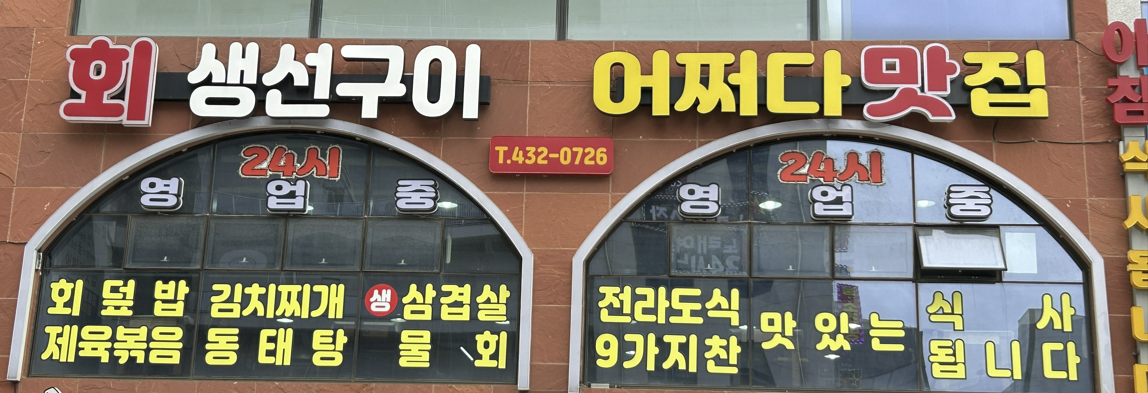 회 생선구이 어쩌다맛집
T.432-0726
24시
영 업 중
회 덮 밥 김치찌개 생 삼겹살
제육볶음 동 태 탕 물 회
24시
영 업 중
전라도식
9가지찬
맛 있 는
식 사
됩 니 다